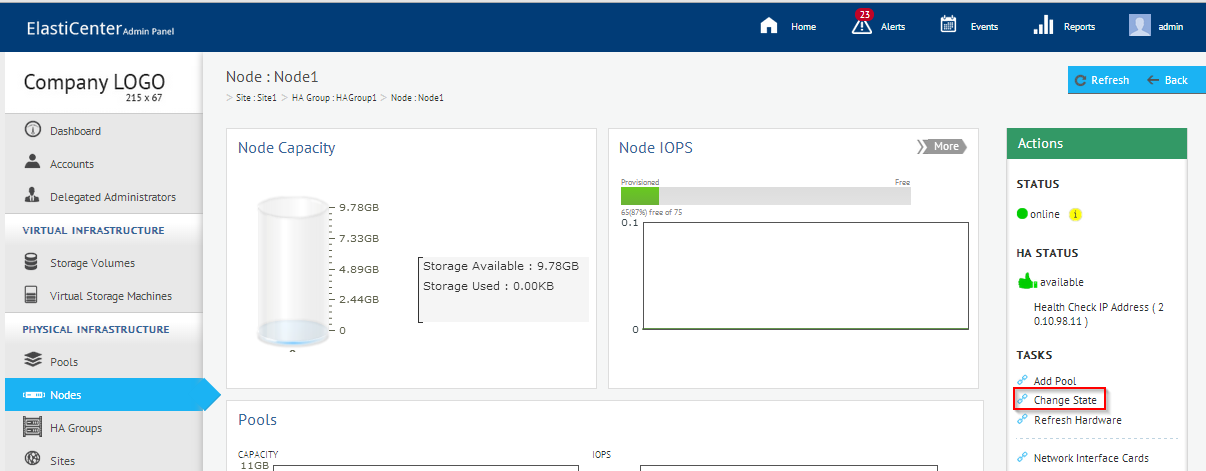 ElastiCenter Admin Panel
Home
23
Alerts
Events
Reports
admin
Company LOGO
215 x 67
Dashboard
Accounts
Delegated Administrators
VIRTUAL INFRASTRUCTURE
Storage Volumes
Virtual Storage Machines
PHYSICAL INFRASTRUCTURE
Pools
Nodes
HA Groups
Sites
Node : Node1
> Site : Site1 > HA Group : HAGroup1 > Node : Node1
Refresh
Back
Node Capacity
9.78GB
7.33GB
4.89GB
2.44GB
0
Storage Available : 9.78GB
Storage Used : 0.00KB
Node IOPS
More
Provisioned
Free
65(87%) free of 75
0.1
0
Pools
CAPACITY
11GB
IOPS
Actions
STATUS
online
i
HA STATUS
available
Health Check IP Address ( 2
0.10.98.11 )
TASKS
Add Pool
Change State
Refresh Hardware
Network Interface Cards